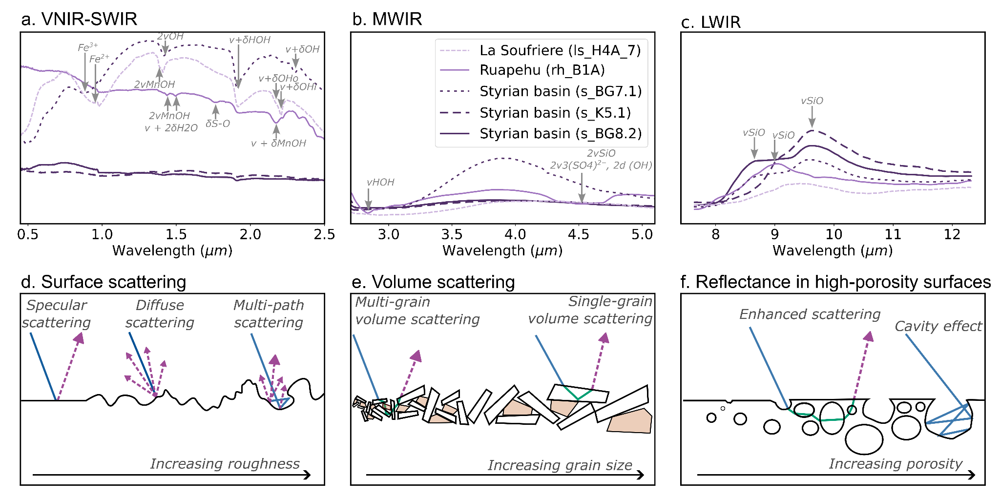 a. VNIR-SWIR
b. MWIR
c. LWIR
2vOH
Fe³⁺
Fe²⁺
v+δHOH
v+δOH
2vMnOH
v+δOHo
v+δOHi
2vMnOH
v + 2δH2O
δS-O
v + δMnOH
La Soufriere (ls_H4A_7)
Ruapehu (rh_B1A)
Styrian basin (s_BG7.1)
Styrian basin (s_K5.1)
Styrian basin (s_BG8.2)
2vSiO
2v3(SO4)²⁻, 2d (OH)
vHOH
vSiO
vSiO
vSiO
0.5 1.0 1.5 2.0 2.5
Wavelength (μm)
3.0 3.5 4.0 4.5 5.0
Wavelength (μm)
8 9 10 11 12
Wavelength (μm)
d. Surface scattering
Specular
scattering
Diffuse
scattering
Multi-path
scattering
Increasing roughness
e. Volume scattering
Multi-grain
volume scattering
Single-grain
volume scattering
Increasing grain size
f. Reflectance in high-porosity surfaces
Enhanced scattering
Cavity effect
Increasing porosity